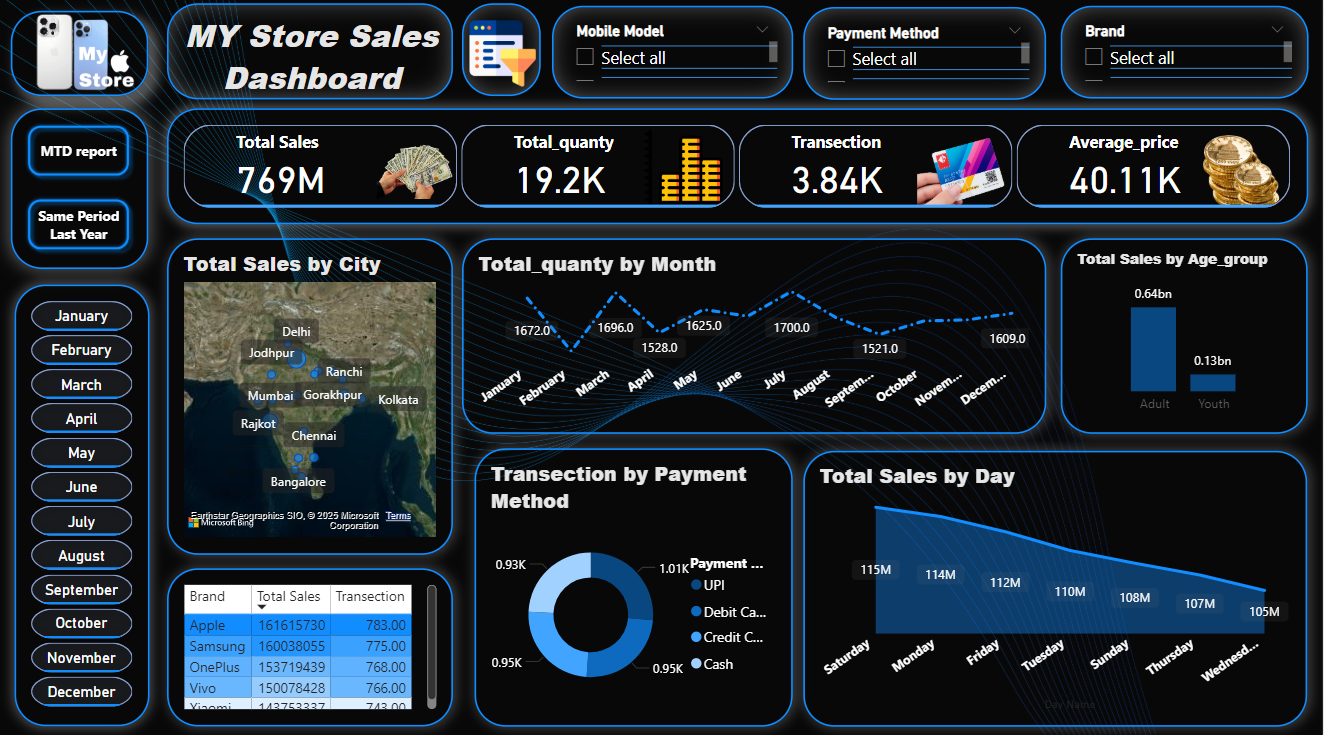 My
Store
MY Store Sales
Dashboard
Mobile Model
Select all
Payment Method
Select all
Brand
Select all
MTD report
Same Period
Last Year
Total Sales
769M
Total_quanty
19.2K
Transection
3.84K
Average_price
40.11K
January
February
March
April
May
June
July
August
September
October
November
December
Total Sales by City
Delhi
Jodhpur
Ranchi
Mumbai
Gorakhpur
Kolkata
Rajkot
Chennai
Bangalore
Earthstar Geographics SIO, © 2025 Microsoft
Corporation
Terms
Microsoft Bing
Total_quanty by Month
1672.0
1696.0
1528.0
1625.0
1700.0
1521.0
1609.0
January
February
March
April
May
June
July
August
Septem...
October
Novem...
Decem...
Total Sales by Age_group
0.64bn
0.13bn
Adult
Youth
Brand Total Sales Transection
Apple 161615730 783.00
Samsung 160038055 775.00
OnePlus 153719439 768.00
Vivo 150078428 766.00
Xiaomi 143753337 743.00
Transection by Payment
Method
0.93K
1.01K
0.95K
0.95K
Payment ...
UPI
Debit Ca...
Credit C...
Cash
Total Sales by Day
115M
114M
112M
110M
108M
107M
105M
Saturday
Monday
Friday
Tuesday
Sunday
Thursday
Wednesd...
Day Name